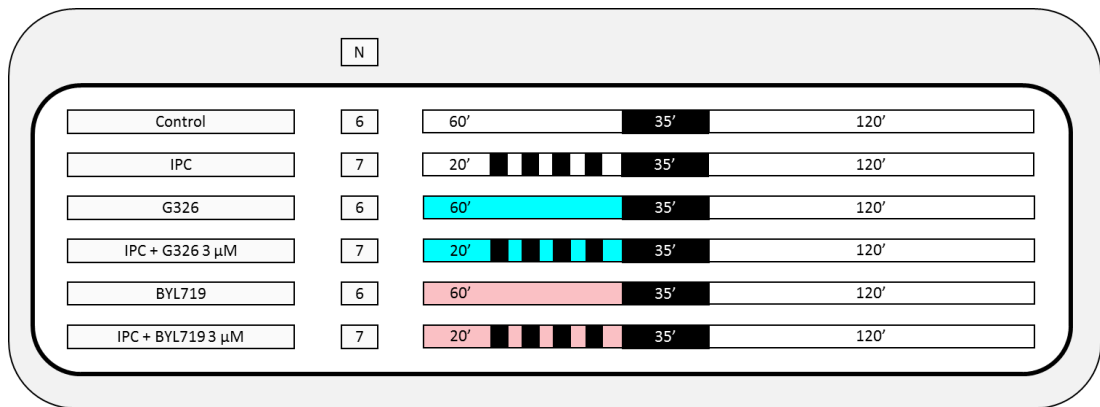 N
Control 6 60’ 35’ 120’
IPC 7 20’ 35’ 120’
G326 6 60’ 35’ 120’
IPC + G326 3 µM 7 20’ 35’ 120’
BYL719 6 60’ 35’ 120’
IPC + BYL719 3 µM 7 20’ 35’ 120’